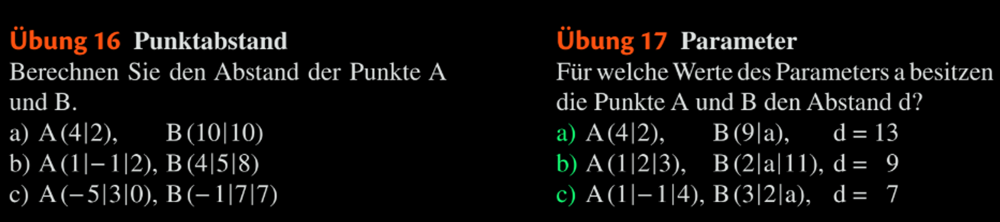 Übung 16 Punktabstand
Berechnen Sie den Abstand der Punkte A
und B.
a) A(4|2), B(10|10)
b) A(1|−1|2), B(4|5|8)
c) A(−5|3|0), B(−1|7|7)
Übung 17 Parameter
Für welche Werte des Parameters a besitzen
die Punkte A und B den Abstand d?
a) A(4|2), B(9|a), d = 13
b) A(1|2|3), B(2|a|11), d = 9
c) A(1|−1|4), B(3|2|a), d = 7